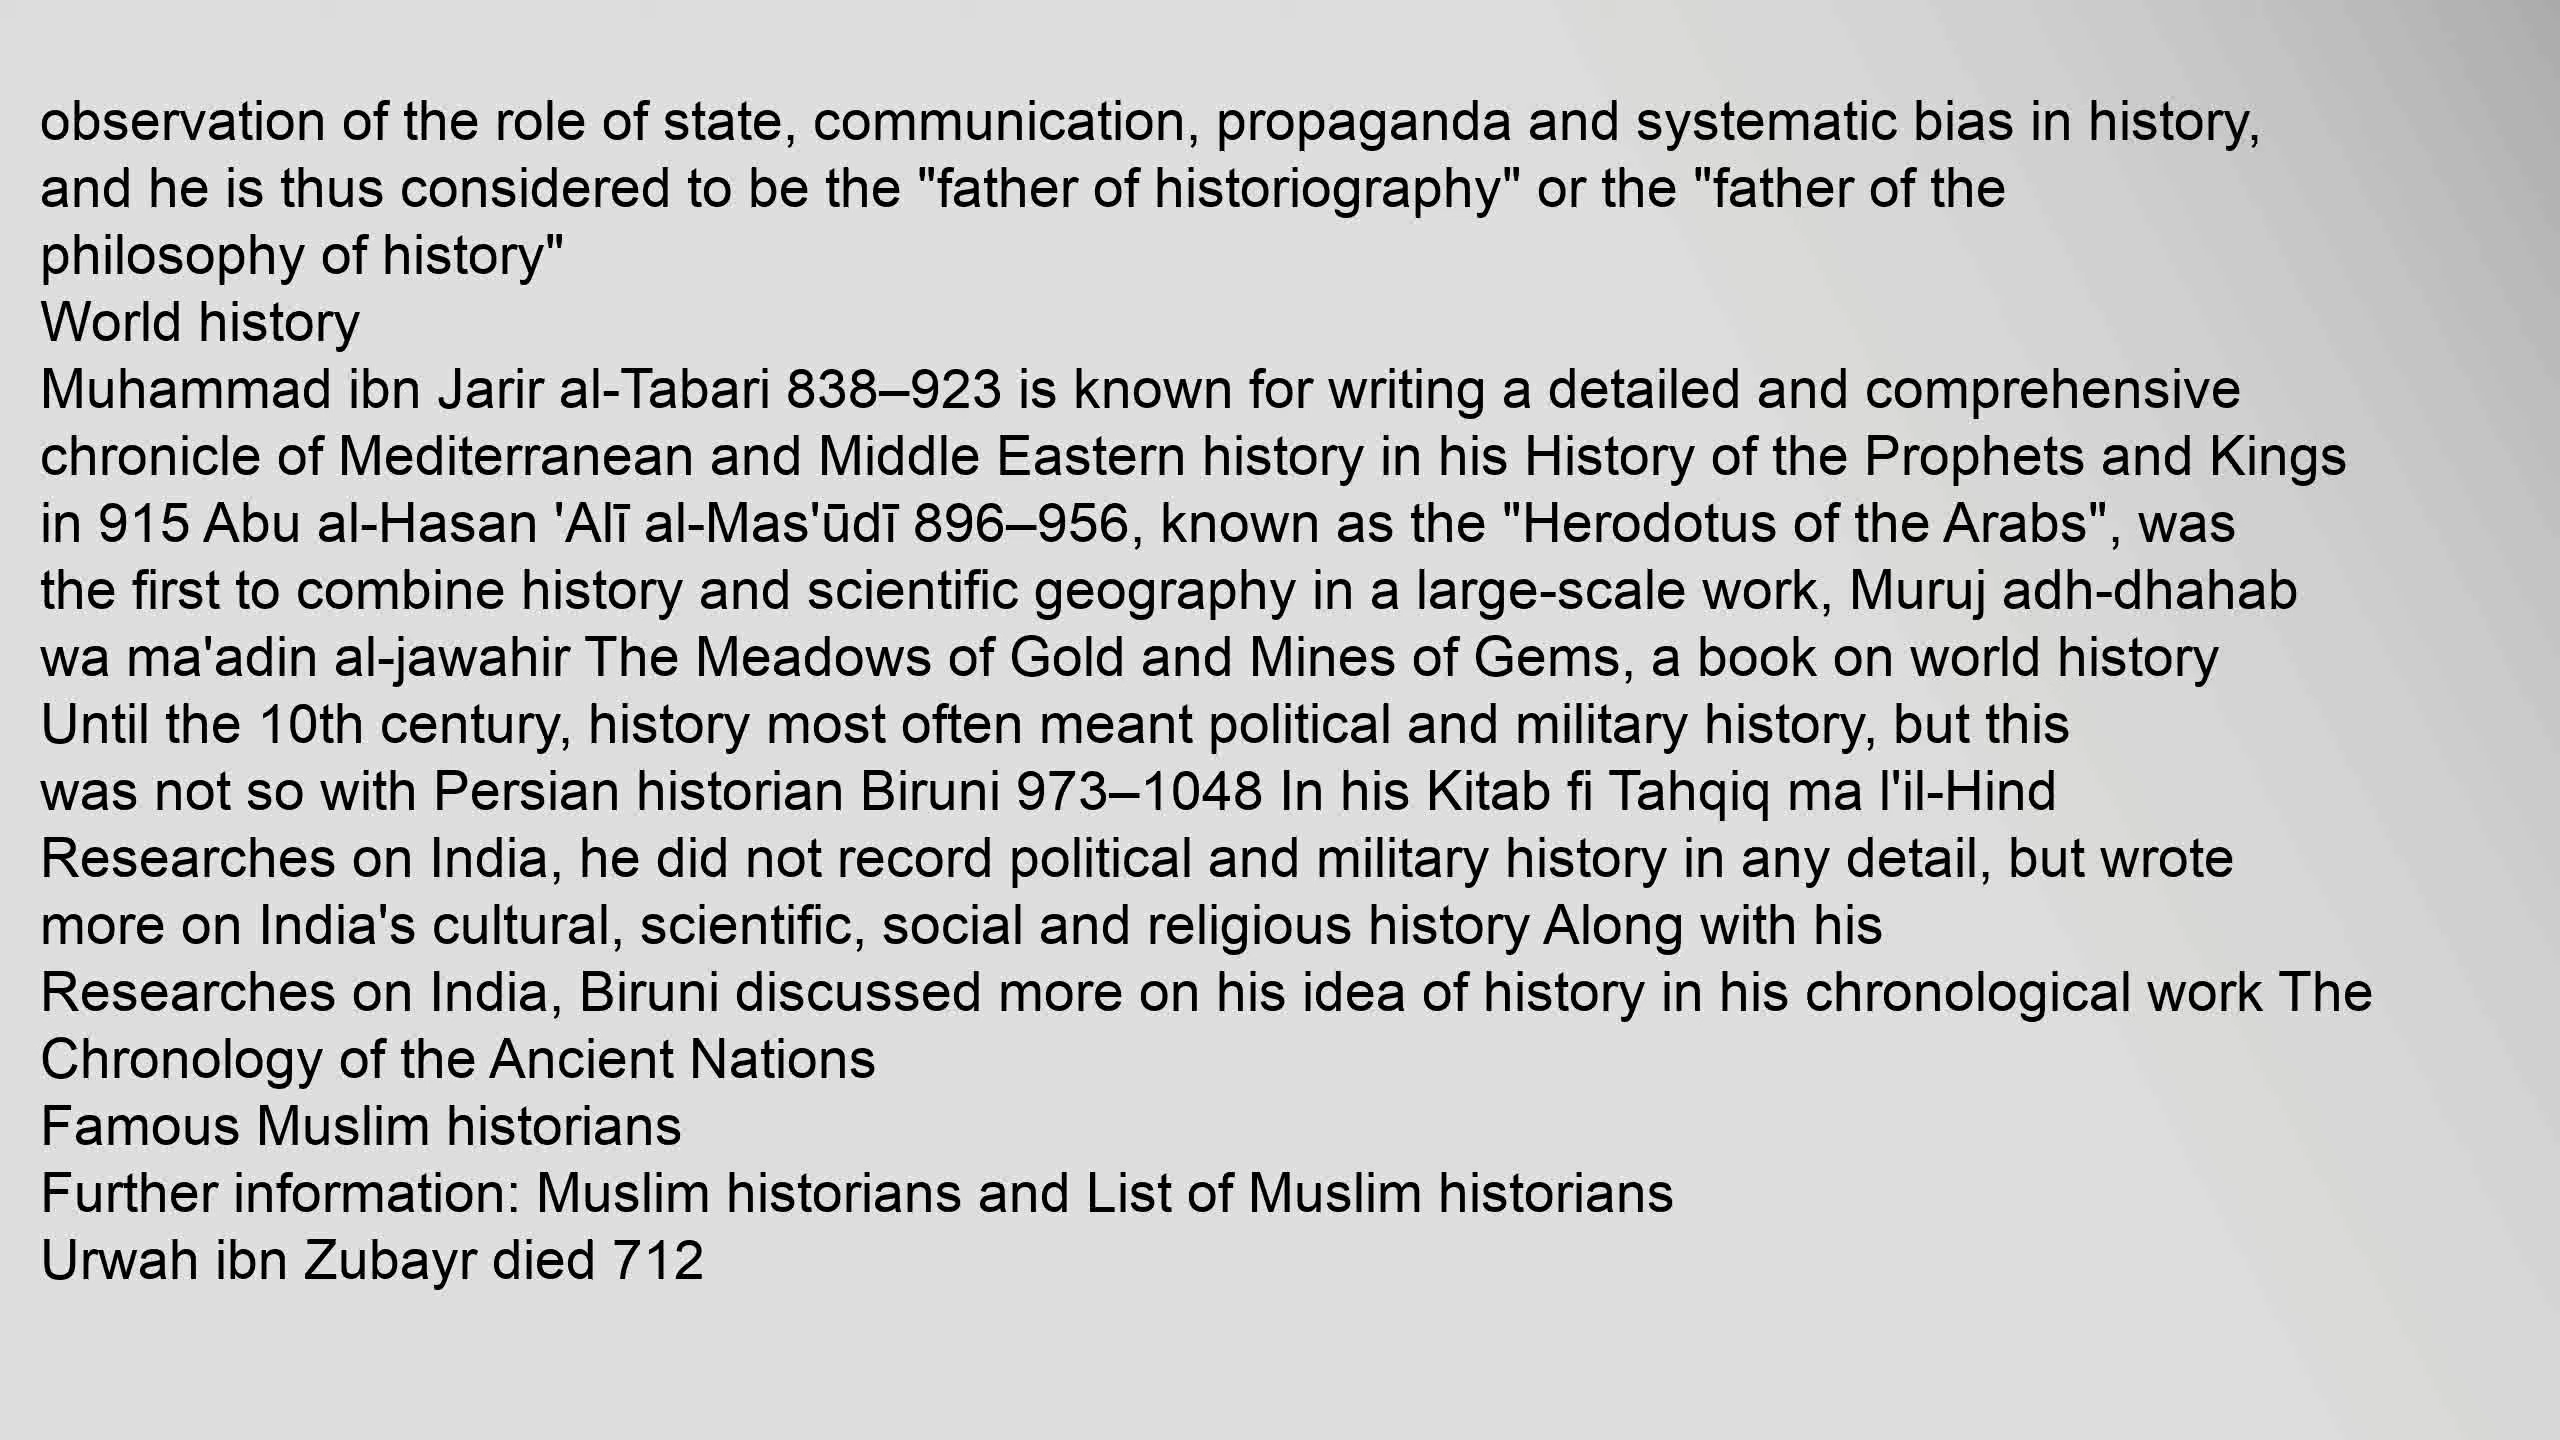 observation of the role of state, communication, propaganda and systematic bias in history,
and he is thus considered to be the "father of historiography" or the "father of the
philosophy of history"
World history
Muhammad ibn Jarir al-Tabari 838–923 is known for writing a detailed and comprehensive
chronicle of Mediterranean and Middle Eastern history in his History of the Prophets and Kings
in 915 Abu al-Hasan 'Alī al-Mas'ūdī 896–956, known as the "Herodotus of the Arabs", was
the first to combine history and scientific geography in a large-scale work, Muruj adh-dhahab
wa ma'adin al-jawahir The Meadows of Gold and Mines of Gems, a book on world history
Until the 10th century, history most often meant political and military history, but this
was not so with Persian historian Biruni 973–1048 In his Kitab fi Tahqiq ma l'il-Hind
Researches on India, he did not record political and military history in any detail, but wrote
more on India's cultural, scientific, social and religious history Along with his
Researches on India, Biruni discussed more on his idea of history in his chronological work The
Chronology of the Ancient Nations
Famous Muslim historians
Further information: Muslim historians and List of Muslim historians
Urwah ibn Zubayr died 712